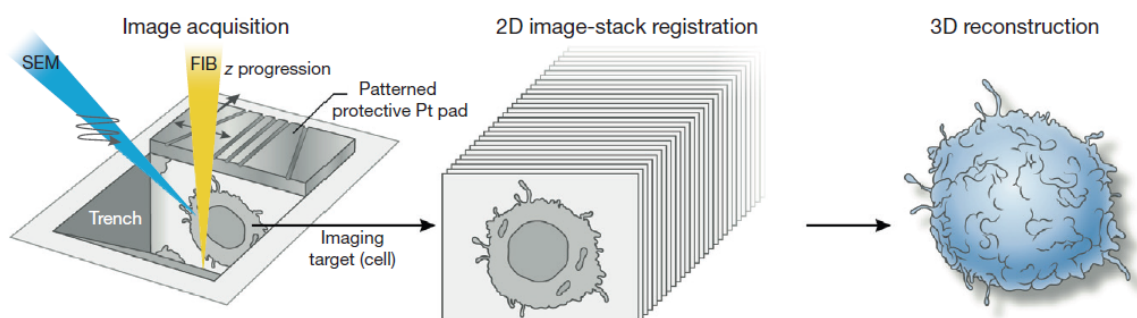 Image acquisition
SEM
FIB
z progression
Patterned
protective Pt pad
Trench
Imaging
target (cell)
2D image-stack registration
3D reconstruction